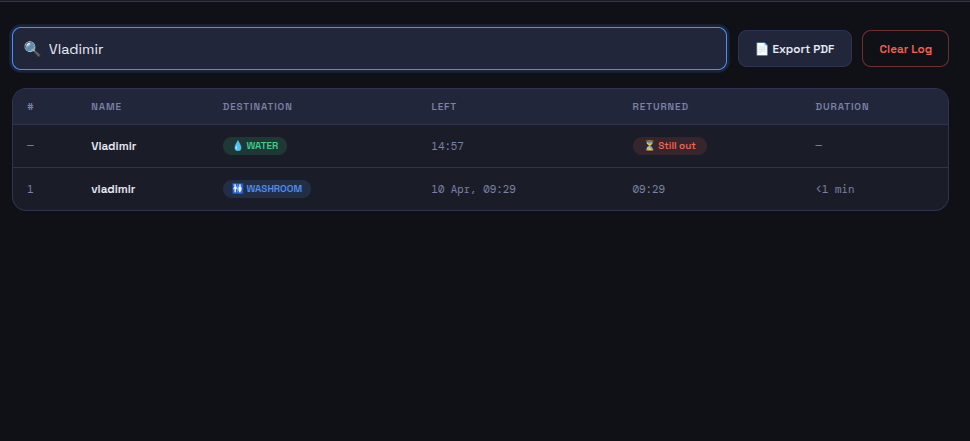 🔍 Vladimir
📄 Export PDF
Clear Log
# NAME DESTINATION LEFT RETURNED DURATION
— Vladimir 💧 WATER 14:57 ⏳ Still out —
1 vladimir 🚻 WASHROOM 10 Apr, 09:29 09:29 <1 min